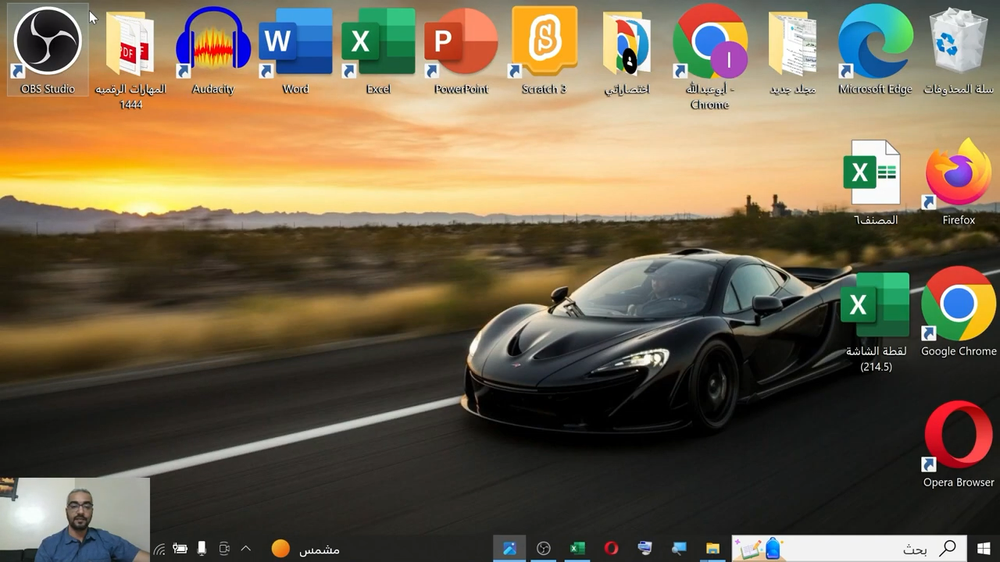 OBS Studio
المهارات الرقميه
1444
Audacity
Word
Excel
PowerPoint
Scratch 3
اختصاراتي
أبوعبدالله -
Chrome
مجلد جديد
Microsoft Edge
سلة المحذوفات
المصنف٦
Firefox
لقطة الشاشة
(214.5)
Google Chrome
Opera Browser
مشمس
بحث